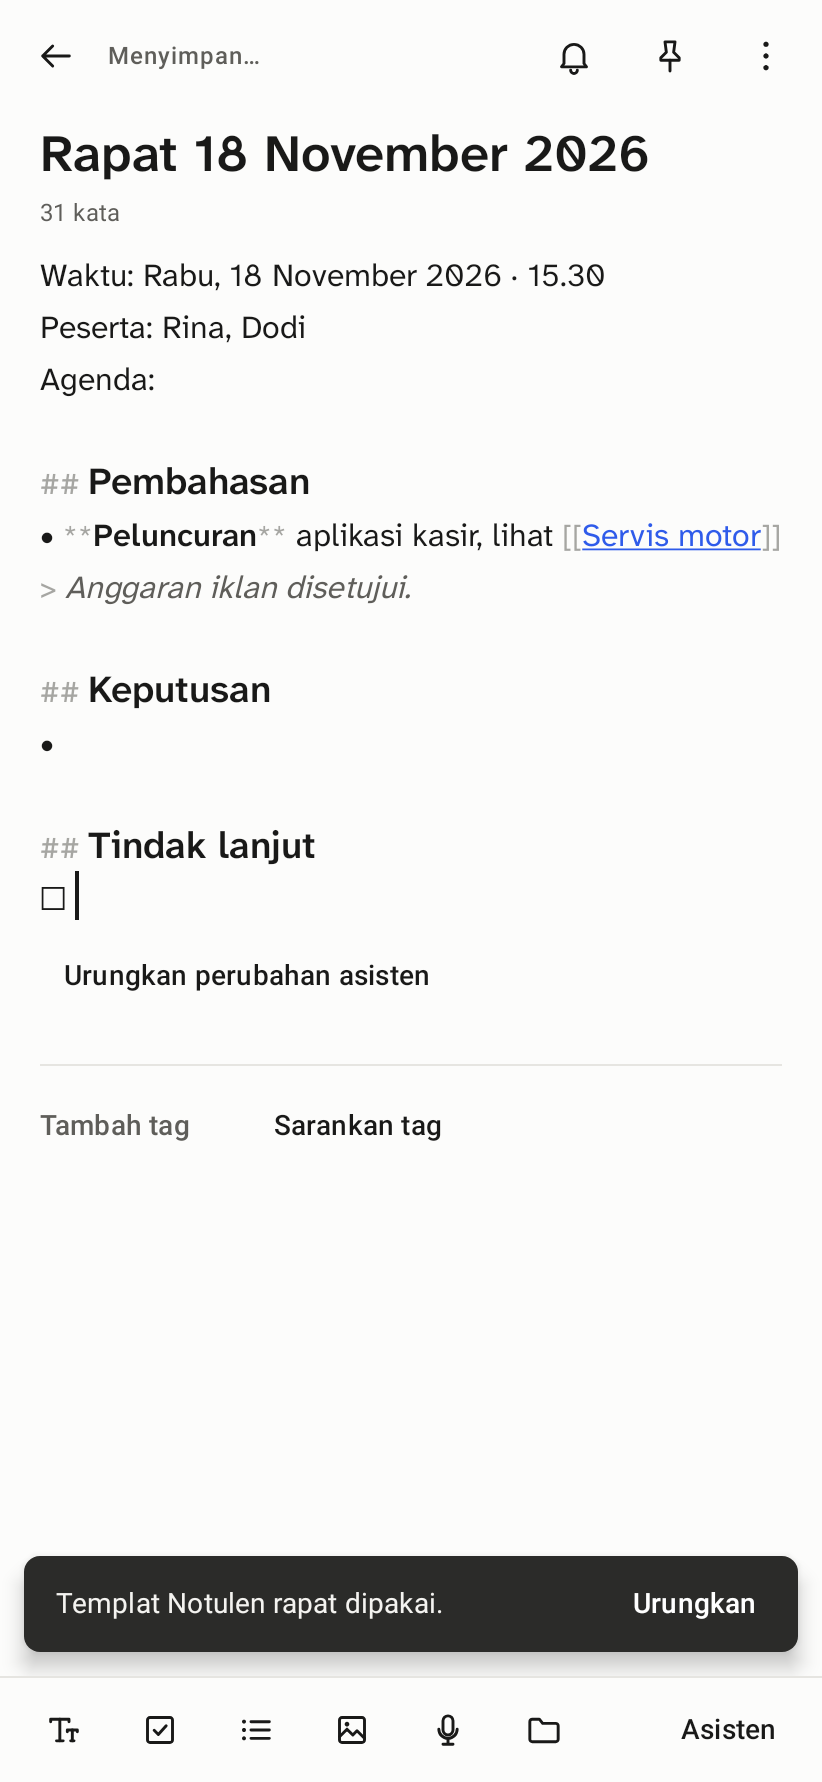 Menyimpan…
Rapat 18 November 2026
31 kata
Waktu: Rabu, 18 November 2026 · 15.30
Peserta: Rina, Dodi
Agenda:
## Pembahasan
• **Peluncuran** aplikasi kasir, lihat [[Servis motor]]
> Anggaran iklan disetujui.
## Keputusan
•
## Tindak lanjut
☐
Urungkan perubahan asisten
Tambah tag Sarankan tag
Templat Notulen rapat dipakai. Urungkan
Asisten